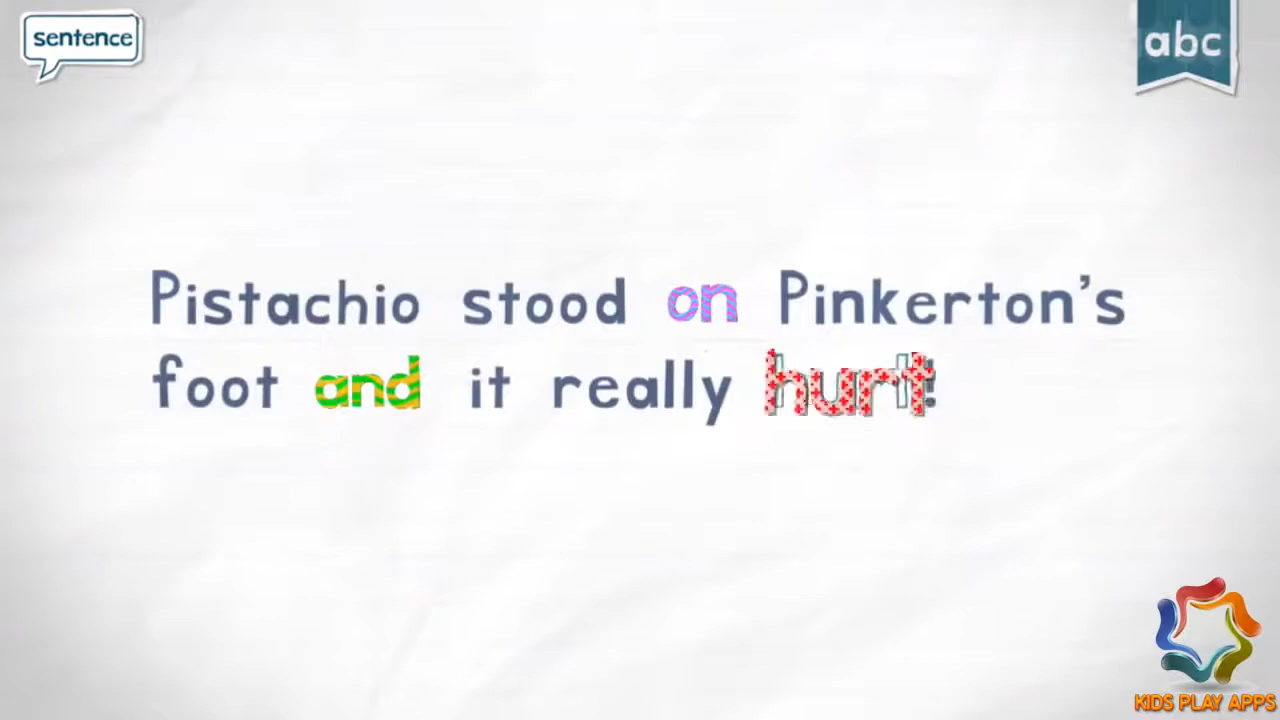 sentence
abc
Pistachio stood on Pinkerton's
foot and it really hurt!
KIDS PLAY APPS